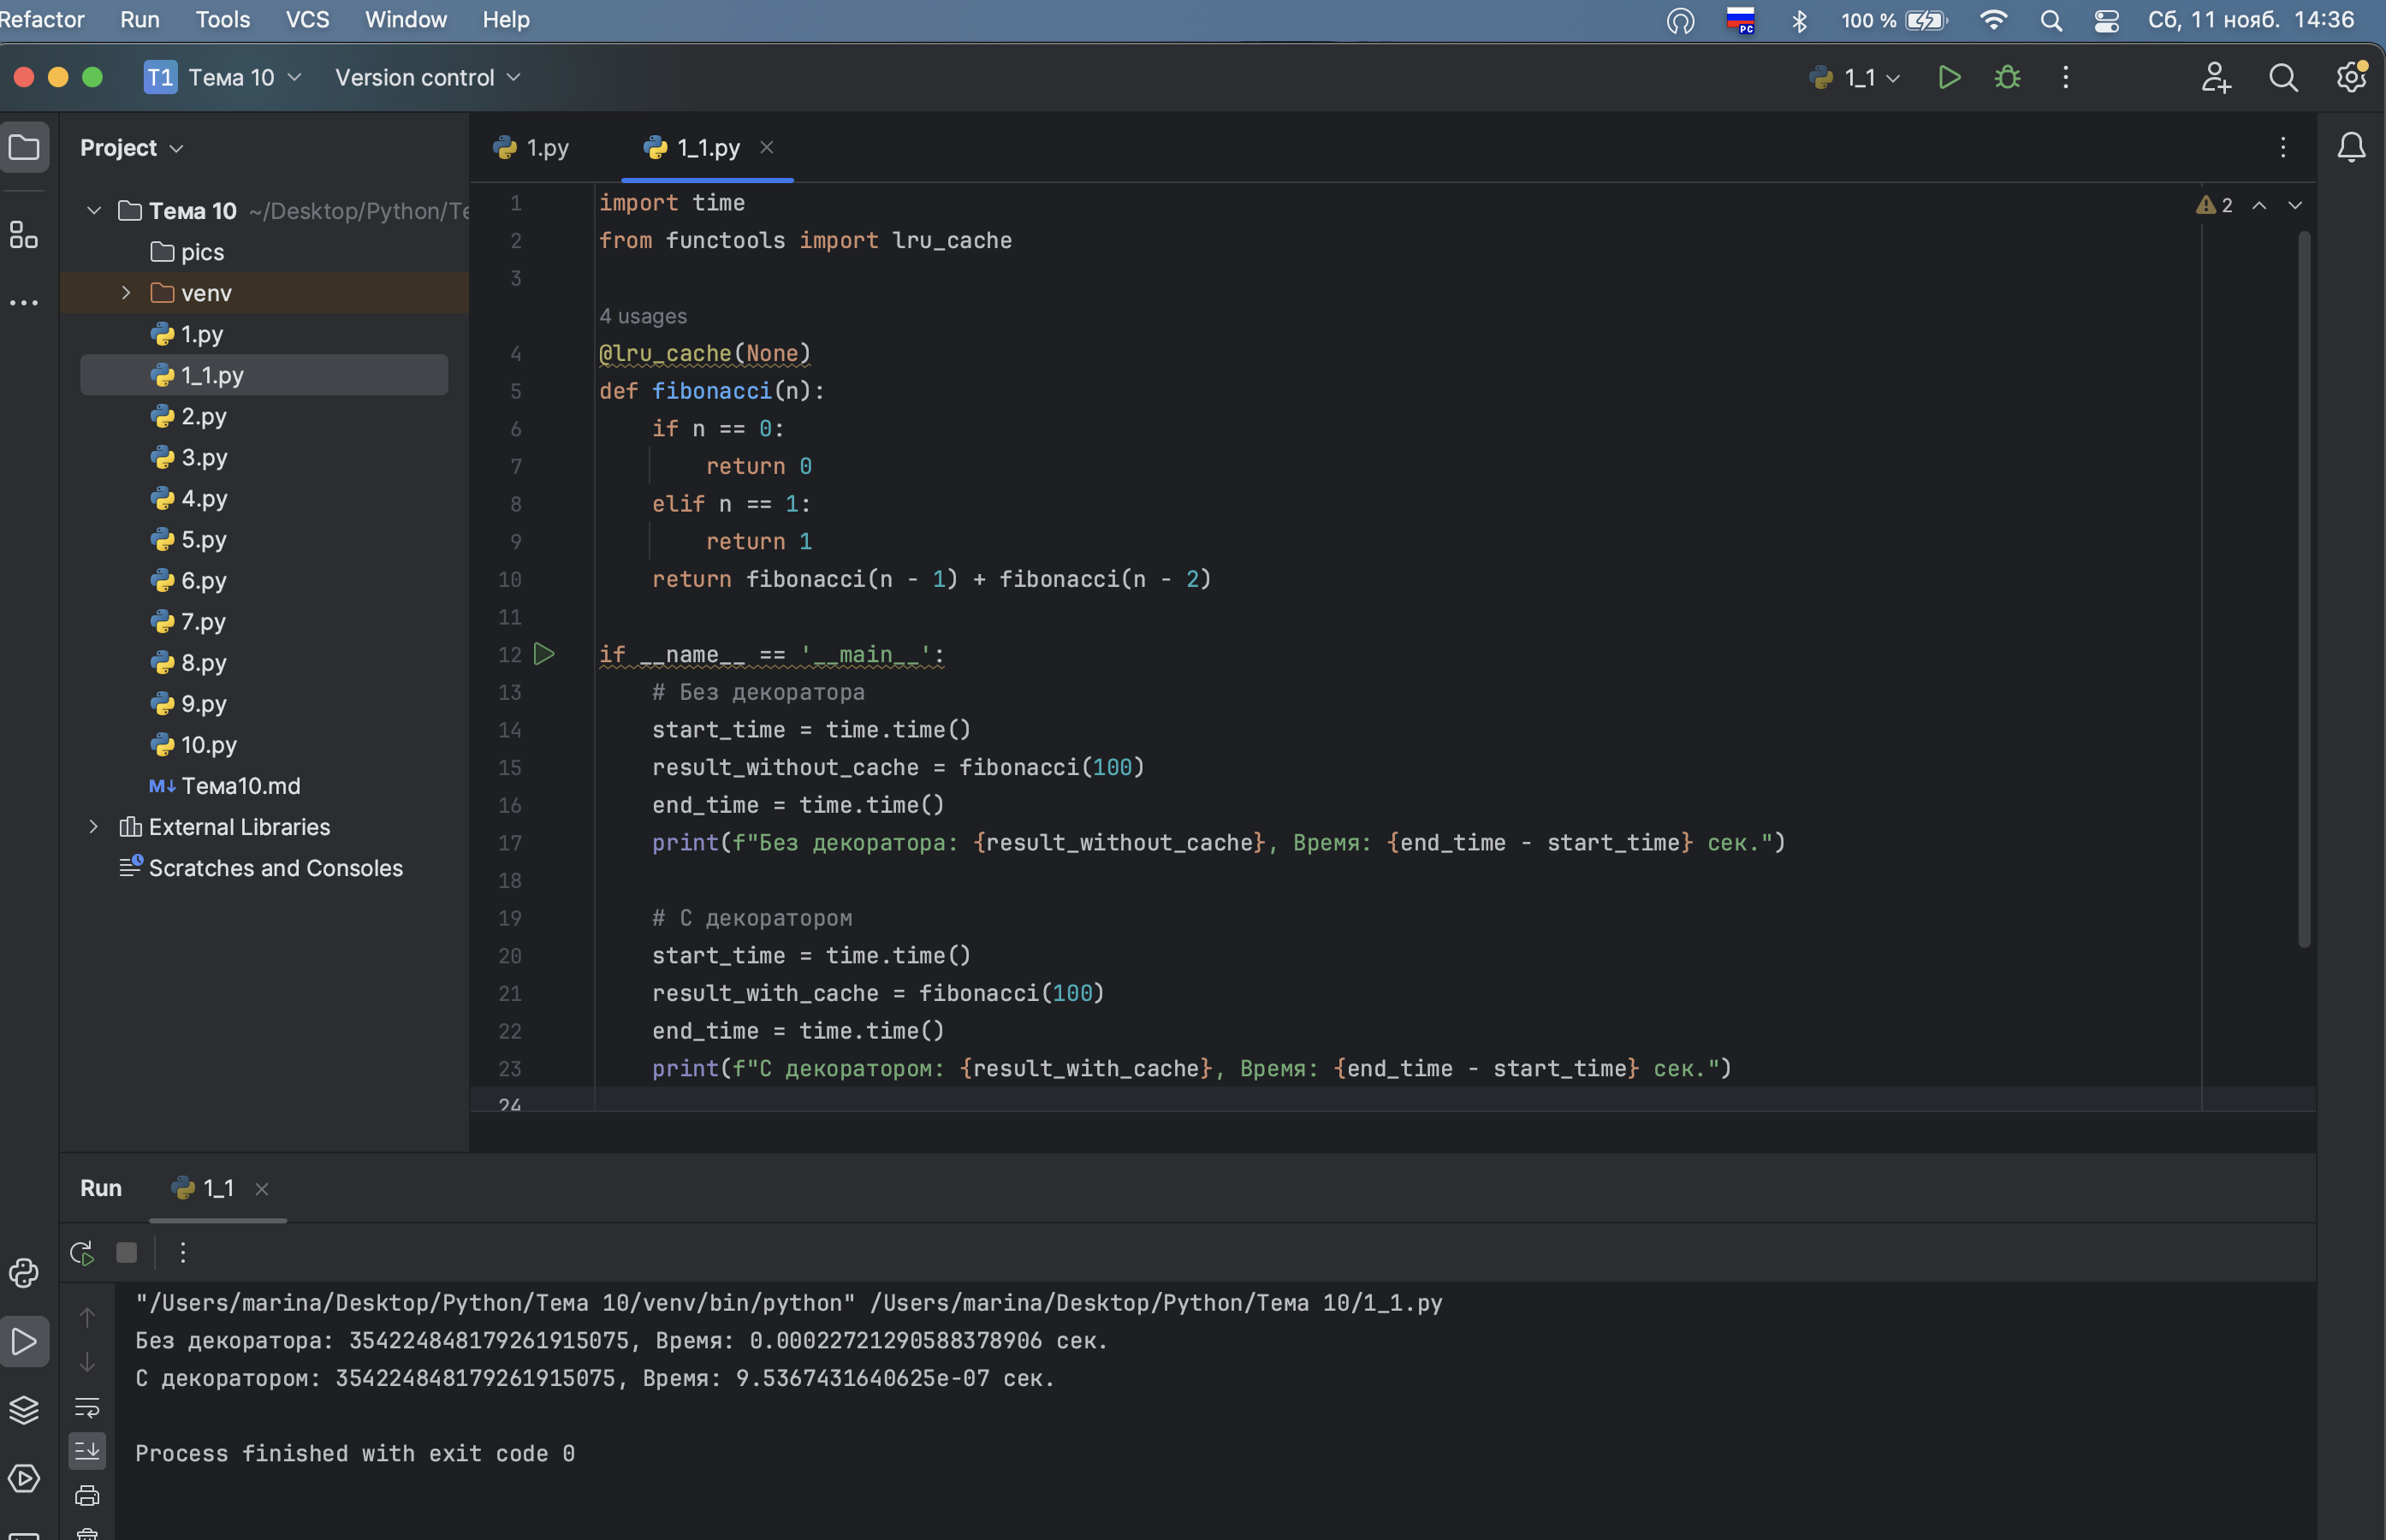 Refactor Run Tools VCS Window Help PC 100 % Сб, 11 нояб. 14:36
T1 Тема 10 Version control 1_1
Project
Тема 10 ~/Desktop/Python/Te
pics
venv
1.py
1_1.py
2.py
3.py
4.py
5.py
6.py
7.py
8.py
9.py
10.py
M↓ Тема10.md
External Libraries
Scratches and Consoles
1.py 1_1.py
2
1 import time
2 from functools import lru_cache
3
4 usages
4 @lru_cache(None)
5 def fibonacci(n):
6 if n == 0:
7 return 0
8 elif n == 1:
9 return 1
10 return fibonacci(n - 1) + fibonacci(n - 2)
11
12 if __name__ == '__main__':
13 # Без декоратора
14 start_time = time.time()
15 result_without_cache = fibonacci(100)
16 end_time = time.time()
17 print(f"Без декоратора: {result_without_cache}, Время: {end_time - start_time} сек.")
18
19 # С декоратором
20 start_time = time.time()
21 result_with_cache = fibonacci(100)
22 end_time = time.time()
23 print(f"С декоратором: {result_with_cache}, Время: {end_time - start_time} сек.")
24
Run 1_1
"/Users/marina/Desktop/Python/Тема 10/venv/bin/python" /Users/marina/Desktop/Python/Тема 10/1_1.py
Без декоратора: 354224848179261915075, Время: 0.00022721290588378906 сек.
С декоратором: 354224848179261915075, Время: 9.5367431640625e-07 сек.
Process finished with exit code 0